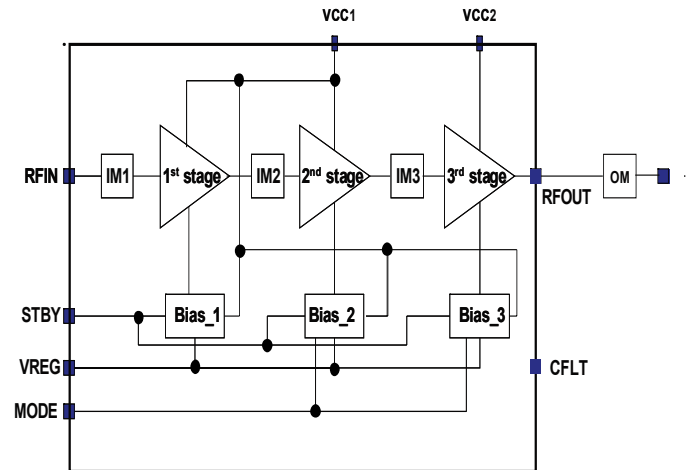 VCC1 VCC2
RFIN IM1 1st stage IM2 2nd stage IM3 3rd stage OM
RFOUT
STBY Bias_1 Bias_2 Bias_3
VREG CFLT
MODE